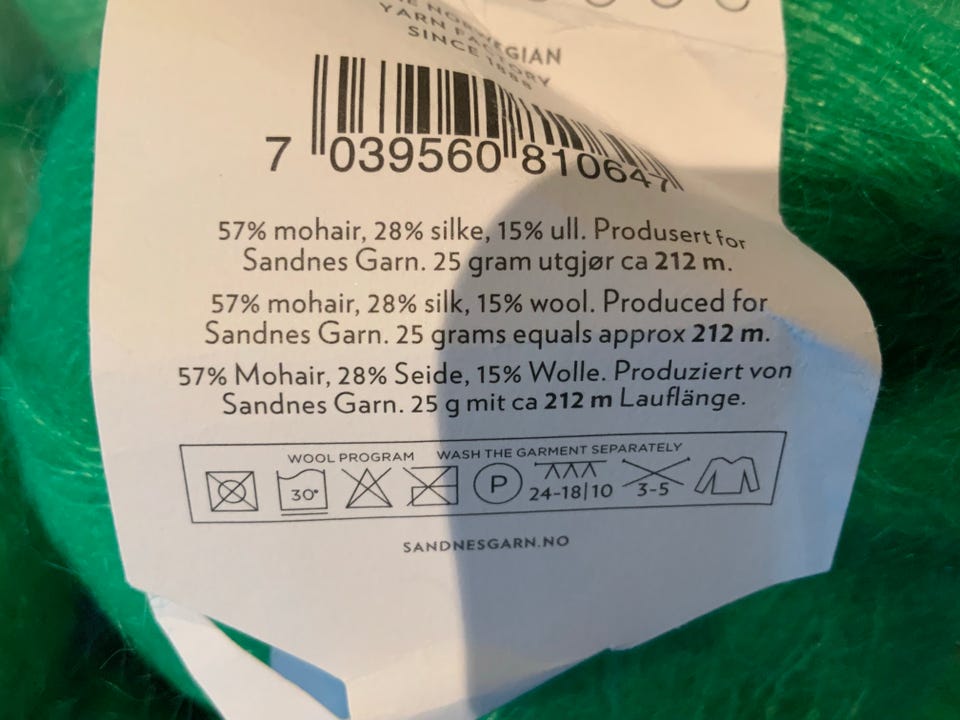 THE NORWEGIAN
YARN FACTORY
SINCE 1888
7 039560 810647
57% mohair, 28% silke, 15% ull. Produsert for
Sandnes Garn. 25 gram utgjør ca 212 m.
57% mohair, 28% silk, 15% wool. Produced for
Sandnes Garn. 25 grams equals approx 212 m.
57% Mohair, 28% Seide, 15% Wolle. Produziert von
Sandnes Garn. 25 g mit ca 212 m Lauflänge.
WOOL PROGRAM WASH THE GARMENT SEPARATELY
30° P 24-18|10 3-5
SANDNESGARN.NO